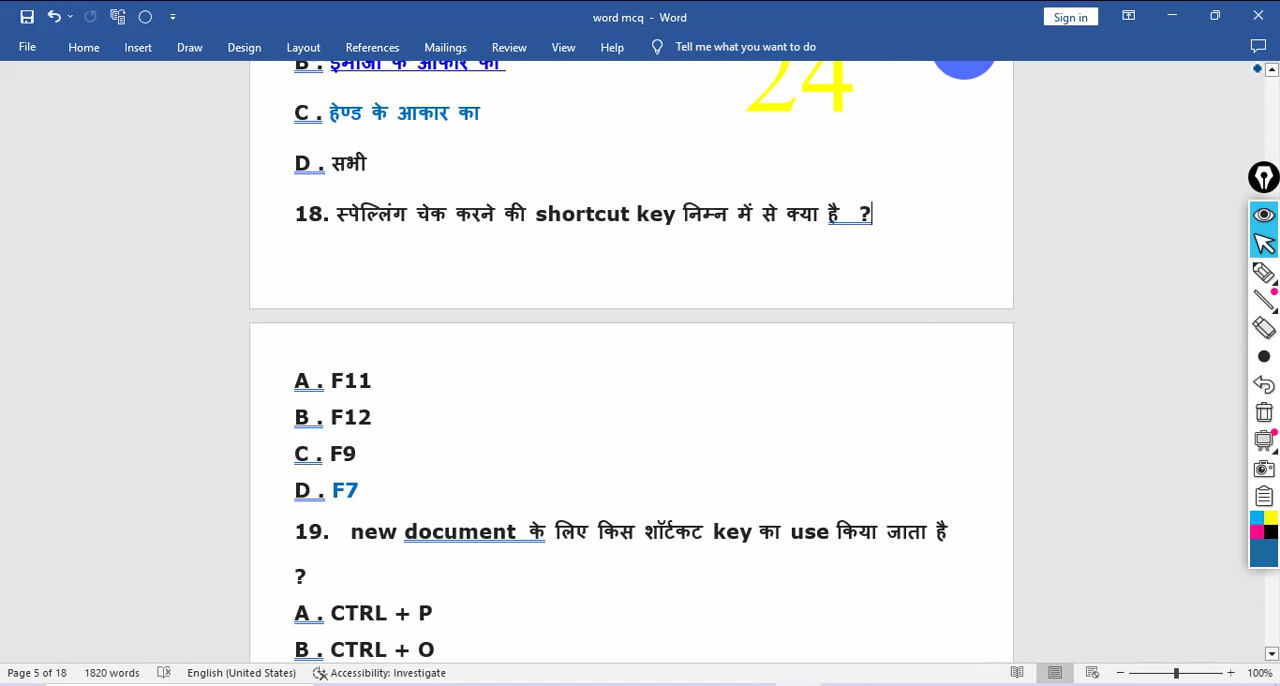 word mcq - Word
Sign in
File Home Insert Draw Design Layout References Mailings Review View Help Tell me what you want to do
B . के आकार का
24
C . हेण्ड के आकार का
D . सभी
18. स्पेल्लिंग चेक करने की shortcut key निम्न में से क्या है ?
A . F11
B . F12
C . F9
D . F7
19. new document के लिए किस शॉर्टकट key का use किया जाता है
?
A . CTRL + P
B . CTRL + O
Page 5 of 18 1820 words English (United States) Accessibility: Investigate 100%